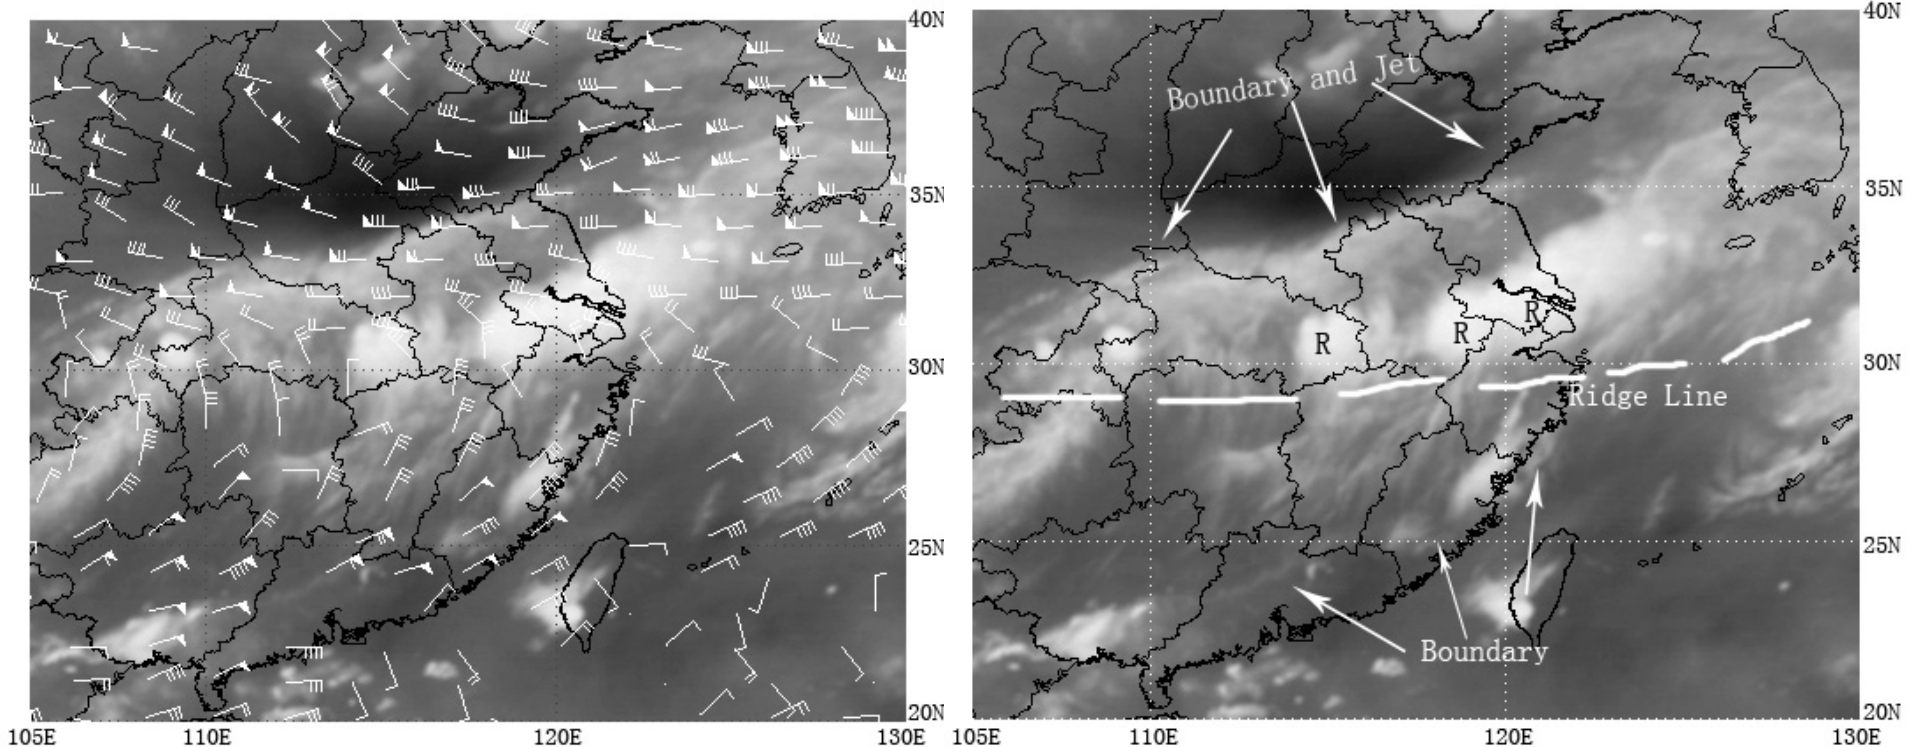 40N
35N
30N
25N
20N
105E 110E 120E 130E
40N
Boundary and Jet
35N
R R R
30N
Ridge Line
25N
Boundary
20N
105E 110E 120E 130E